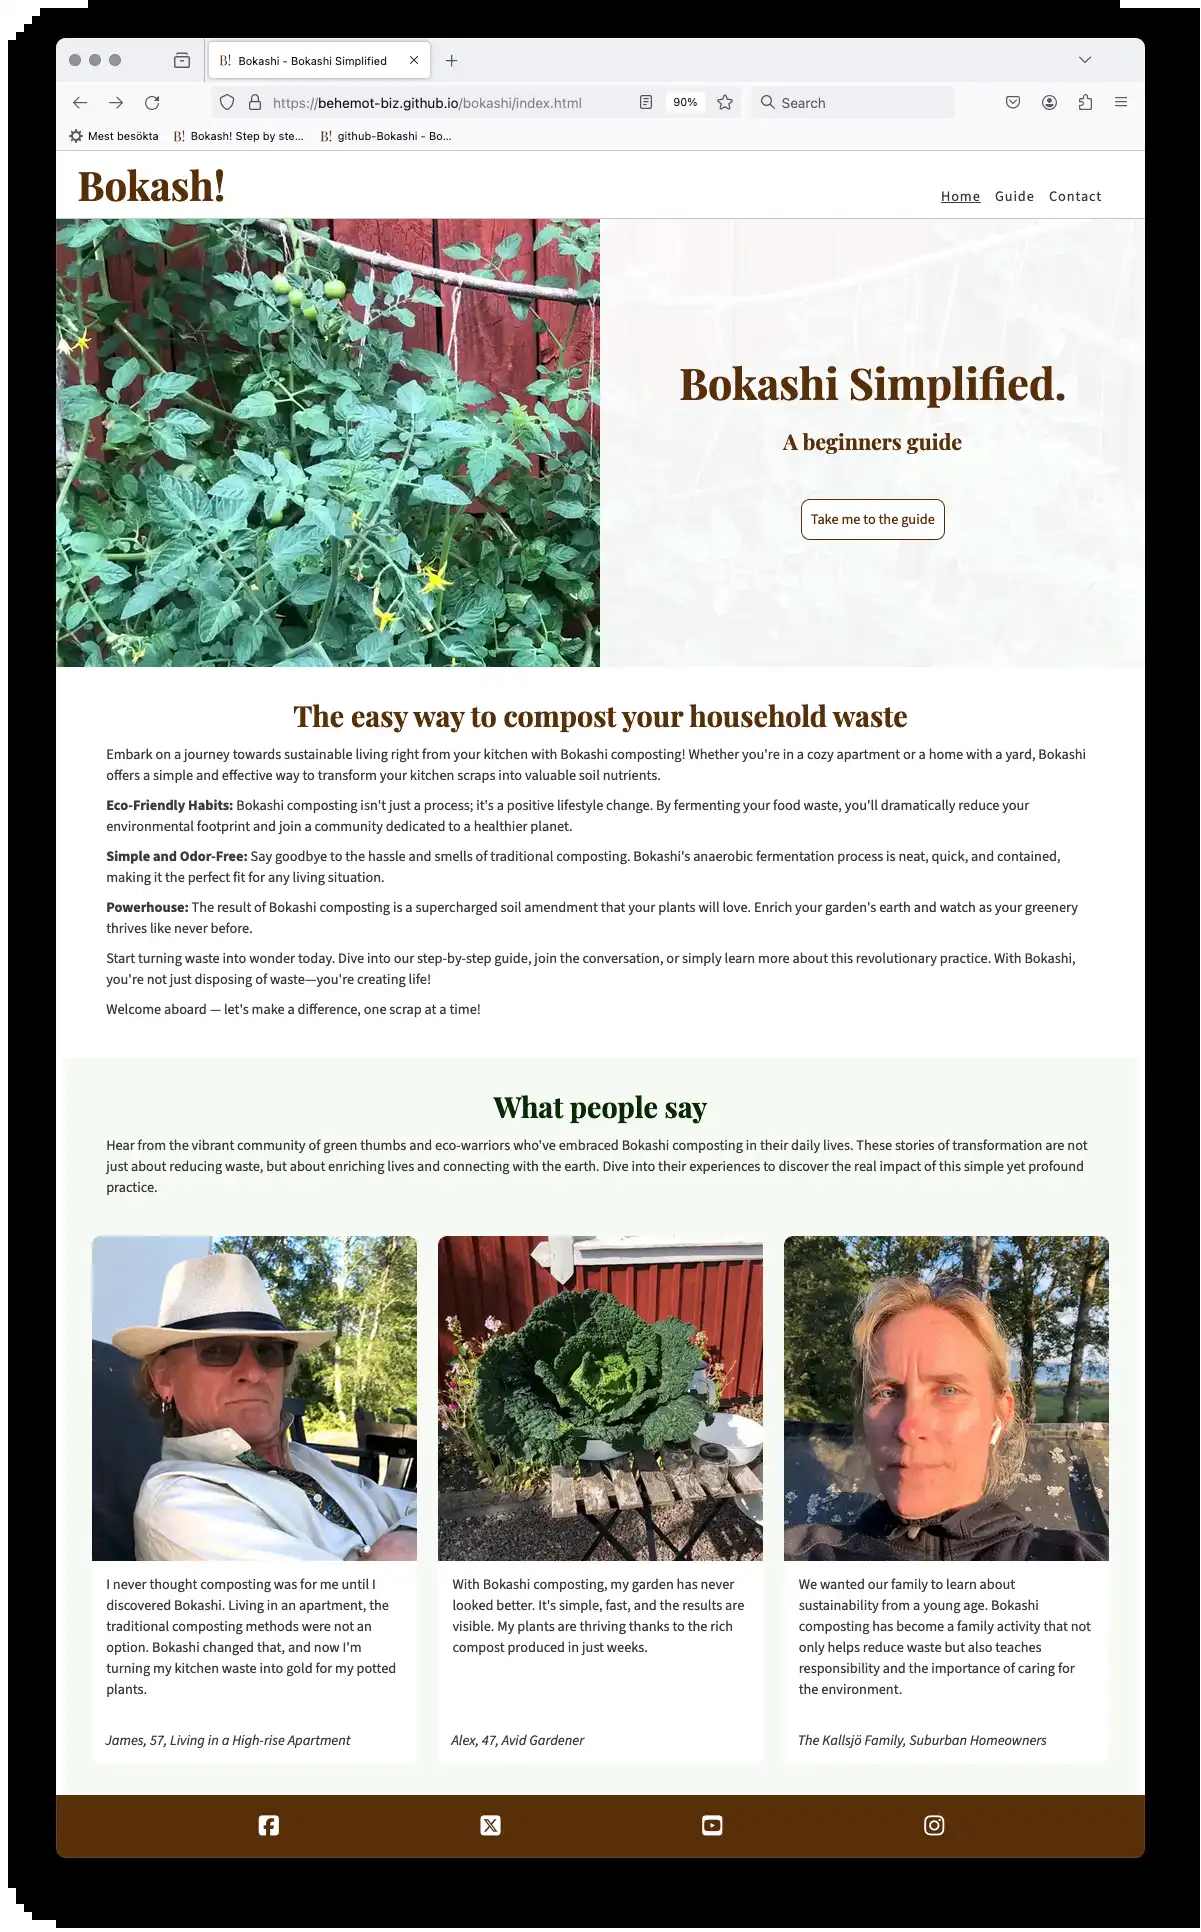 B! Bokashi - Bokashi Simplified
https://behemot-biz.github.io/bokashi/index.html 90% Search
Mest besökta B! Bokash! Step by ste... B! github-Bokashi - Bo...
Bokash!
Home Guide Contact
Bokashi Simplified.
A beginners guide
Take me to the guide
The easy way to compost your household waste
Embark on a journey towards sustainable living right from your kitchen with Bokashi composting! Whether you're in a cozy apartment or a home with a yard, Bokashi
offers a simple and effective way to transform your kitchen scraps into valuable soil nutrients.
Eco-Friendly Habits: Bokashi composting isn't just a process; it's a positive lifestyle change. By fermenting your food waste, you'll dramatically reduce your
environmental footprint and join a community dedicated to a healthier planet.
Simple and Odor-Free: Say goodbye to the hassle and smells of traditional composting. Bokashi's anaerobic fermentation process is neat, quick, and contained,
making it the perfect fit for any living situation.
Powerhouse: The result of Bokashi composting is a supercharged soil amendment that your plants will love. Enrich your garden's earth and watch as your greenery
thrives like never before.
Start turning waste into wonder today. Dive into our step-by-step guide, join the conversation, or simply learn more about this revolutionary practice. With Bokashi,
you're not just disposing of waste—you're creating life!
Welcome aboard — let's make a difference, one scrap at a time!
What people say
Hear from the vibrant community of green thumbs and eco-warriors who've embraced Bokashi composting in their daily lives. These stories of transformation are not
just about reducing waste, but about enriching lives and connecting with the earth. Dive into their experiences to discover the real impact of this simple yet profound
practice.
I never thought composting was for me until I
discovered Bokashi. Living in an apartment, the
traditional composting methods were not an
option. Bokashi changed that, and now I'm
turning my kitchen waste into gold for my potted
plants.
James, 57, Living in a High-rise Apartment
With Bokashi composting, my garden has never
looked better. It's simple, fast, and the results are
visible. My plants are thriving thanks to the rich
compost produced in just weeks.
Alex, 47, Avid Gardener
We wanted our family to learn about
sustainability from a young age. Bokashi
composting has become a family activity that not
only helps reduce waste but also teaches
responsibility and the importance of caring for
the environment.
The Kallsjö Family, Suburban Homeowners